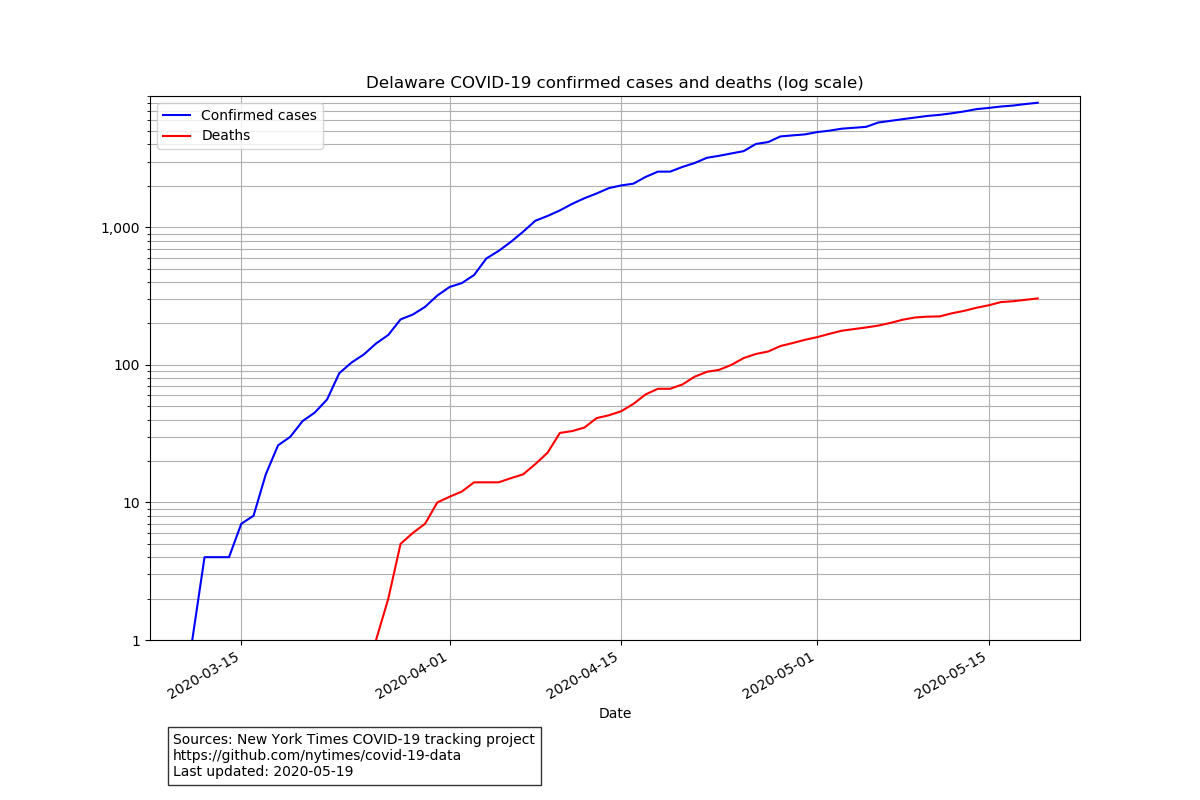 Delaware COVID-19 confirmed cases and deaths (log scale)
Confirmed cases
Deaths
1,000
100
10
1
2020-03-15
2020-04-01
2020-04-15
2020-05-01
2020-05-15
Date
Sources: New York Times COVID-19 tracking project
https://github.com/nytimes/covid-19-data
Last updated: 2020-05-19